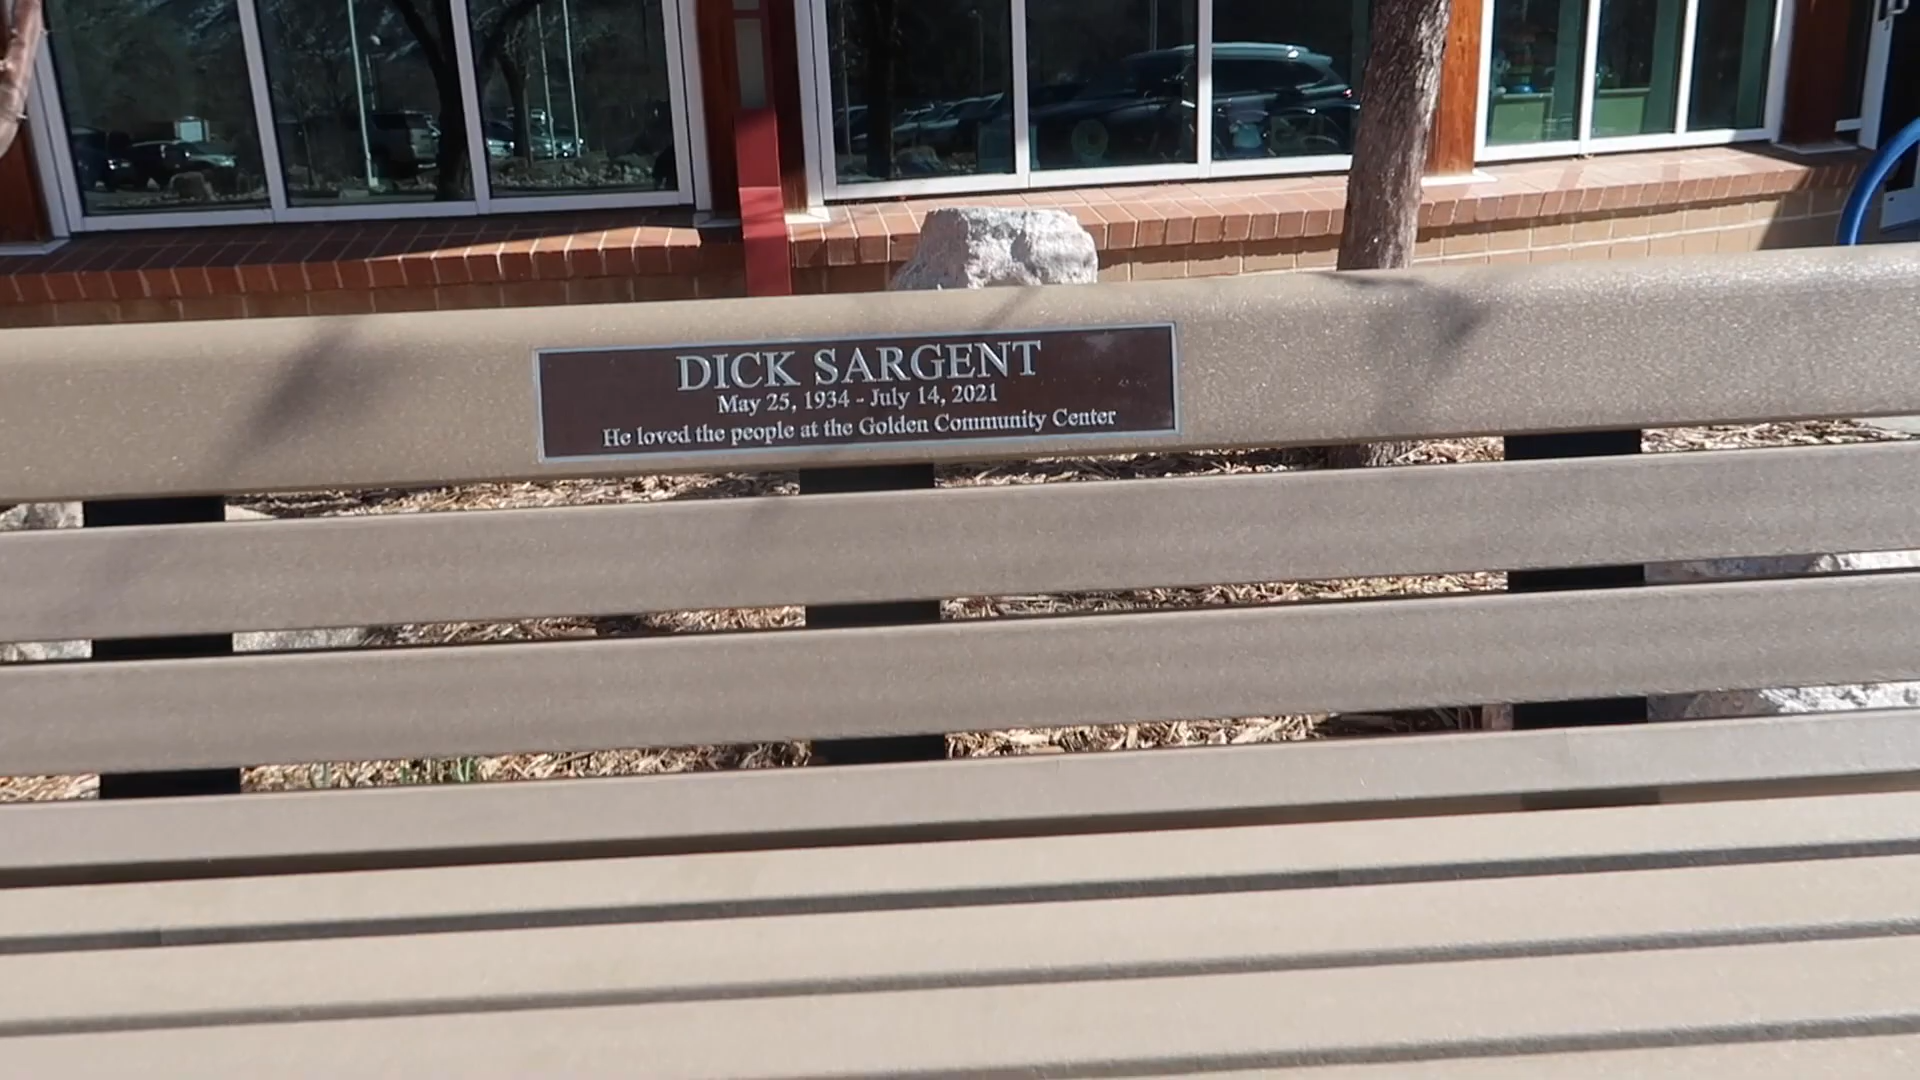 DICK SARGENT
May 25, 1934 - July 14, 2021
He loved the people at the Golden Community Center